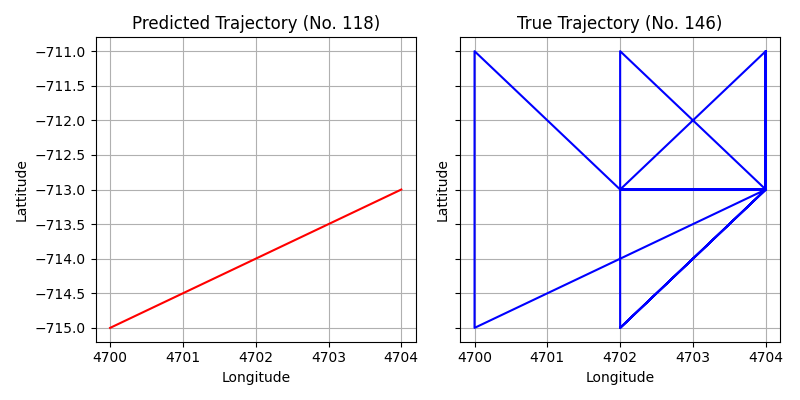 Predicted Trajectory (No. 118)
True Trajectory (No. 146)
Lattitude
−711.0
−711.5
−712.0
−712.5
−713.0
−713.5
−714.0
−714.5
−715.0
4700 4701 4702 4703 4704
Longitude
Lattitude
4700 4701 4702 4703 4704
Longitude